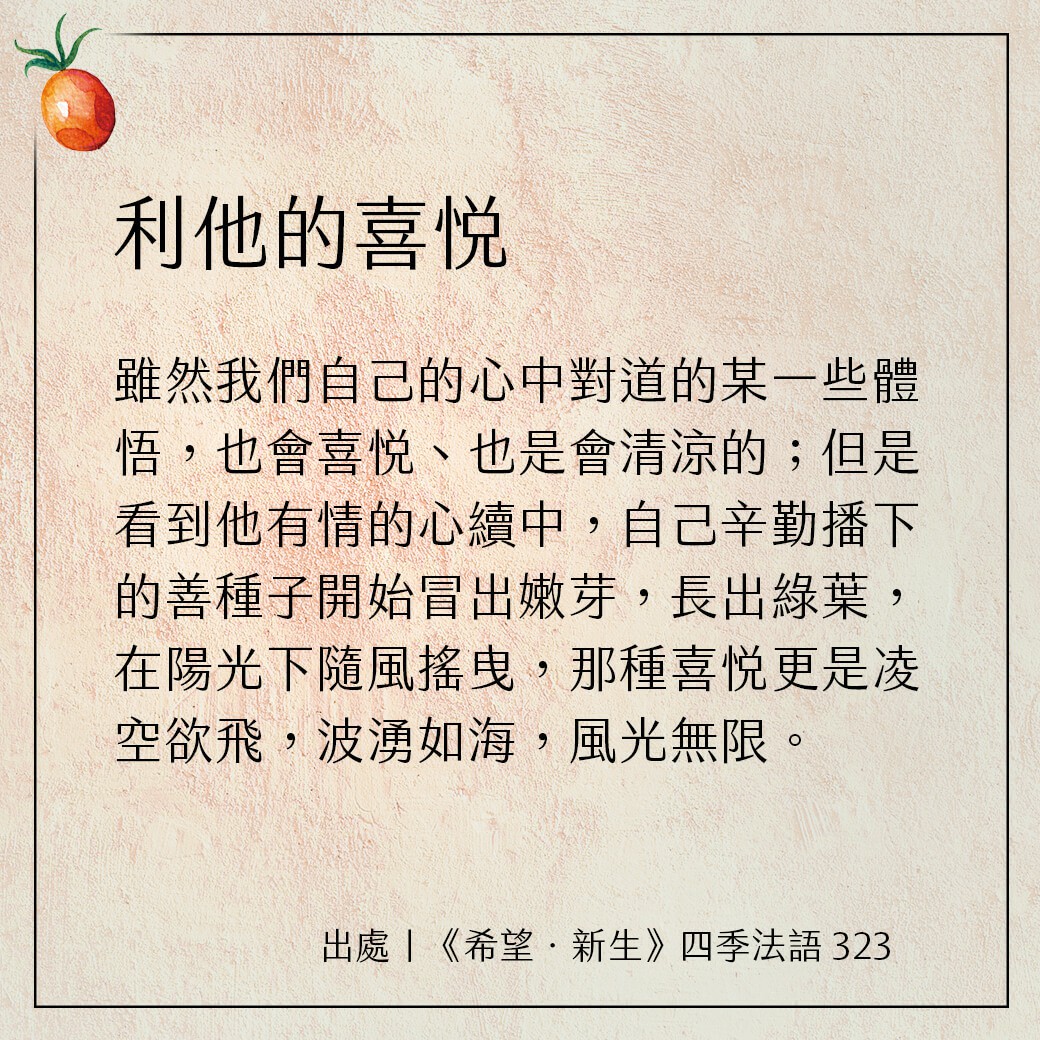 利他的喜悅
雖然我們自己的心中對道的某一些體
悟，也會喜悅、也是會清涼的；但是
看到他有情的心續中，自己辛勤播下
的善種子開始冒出嫩芽，長出綠葉，
在陽光下隨風搖曳，那種喜悅更是凌
空欲飛，波湧如海，風光無限。
出處｜《希望．新生》四季法語 323